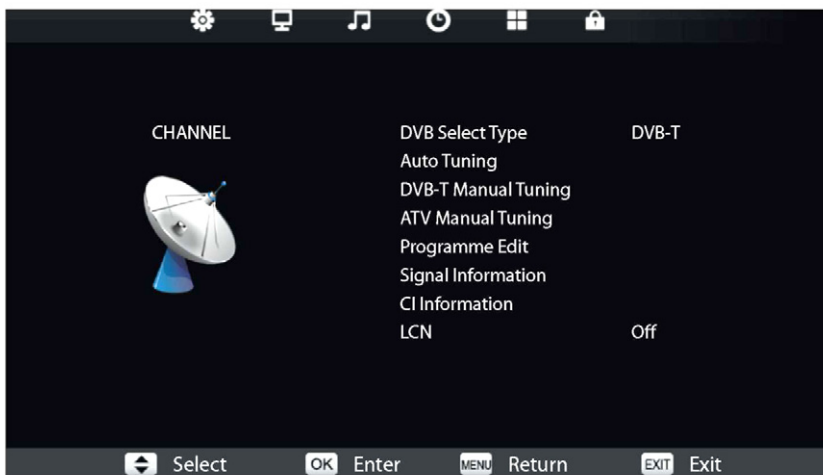 CHANNEL
DVB Select Type DVB-T
Auto Tuning
DVB-T Manual Tuning
ATV Manual Tuning
Programme Edit
Signal Information
CI Information
LCN Off
Select OK Enter MENU Return EXIT Exit